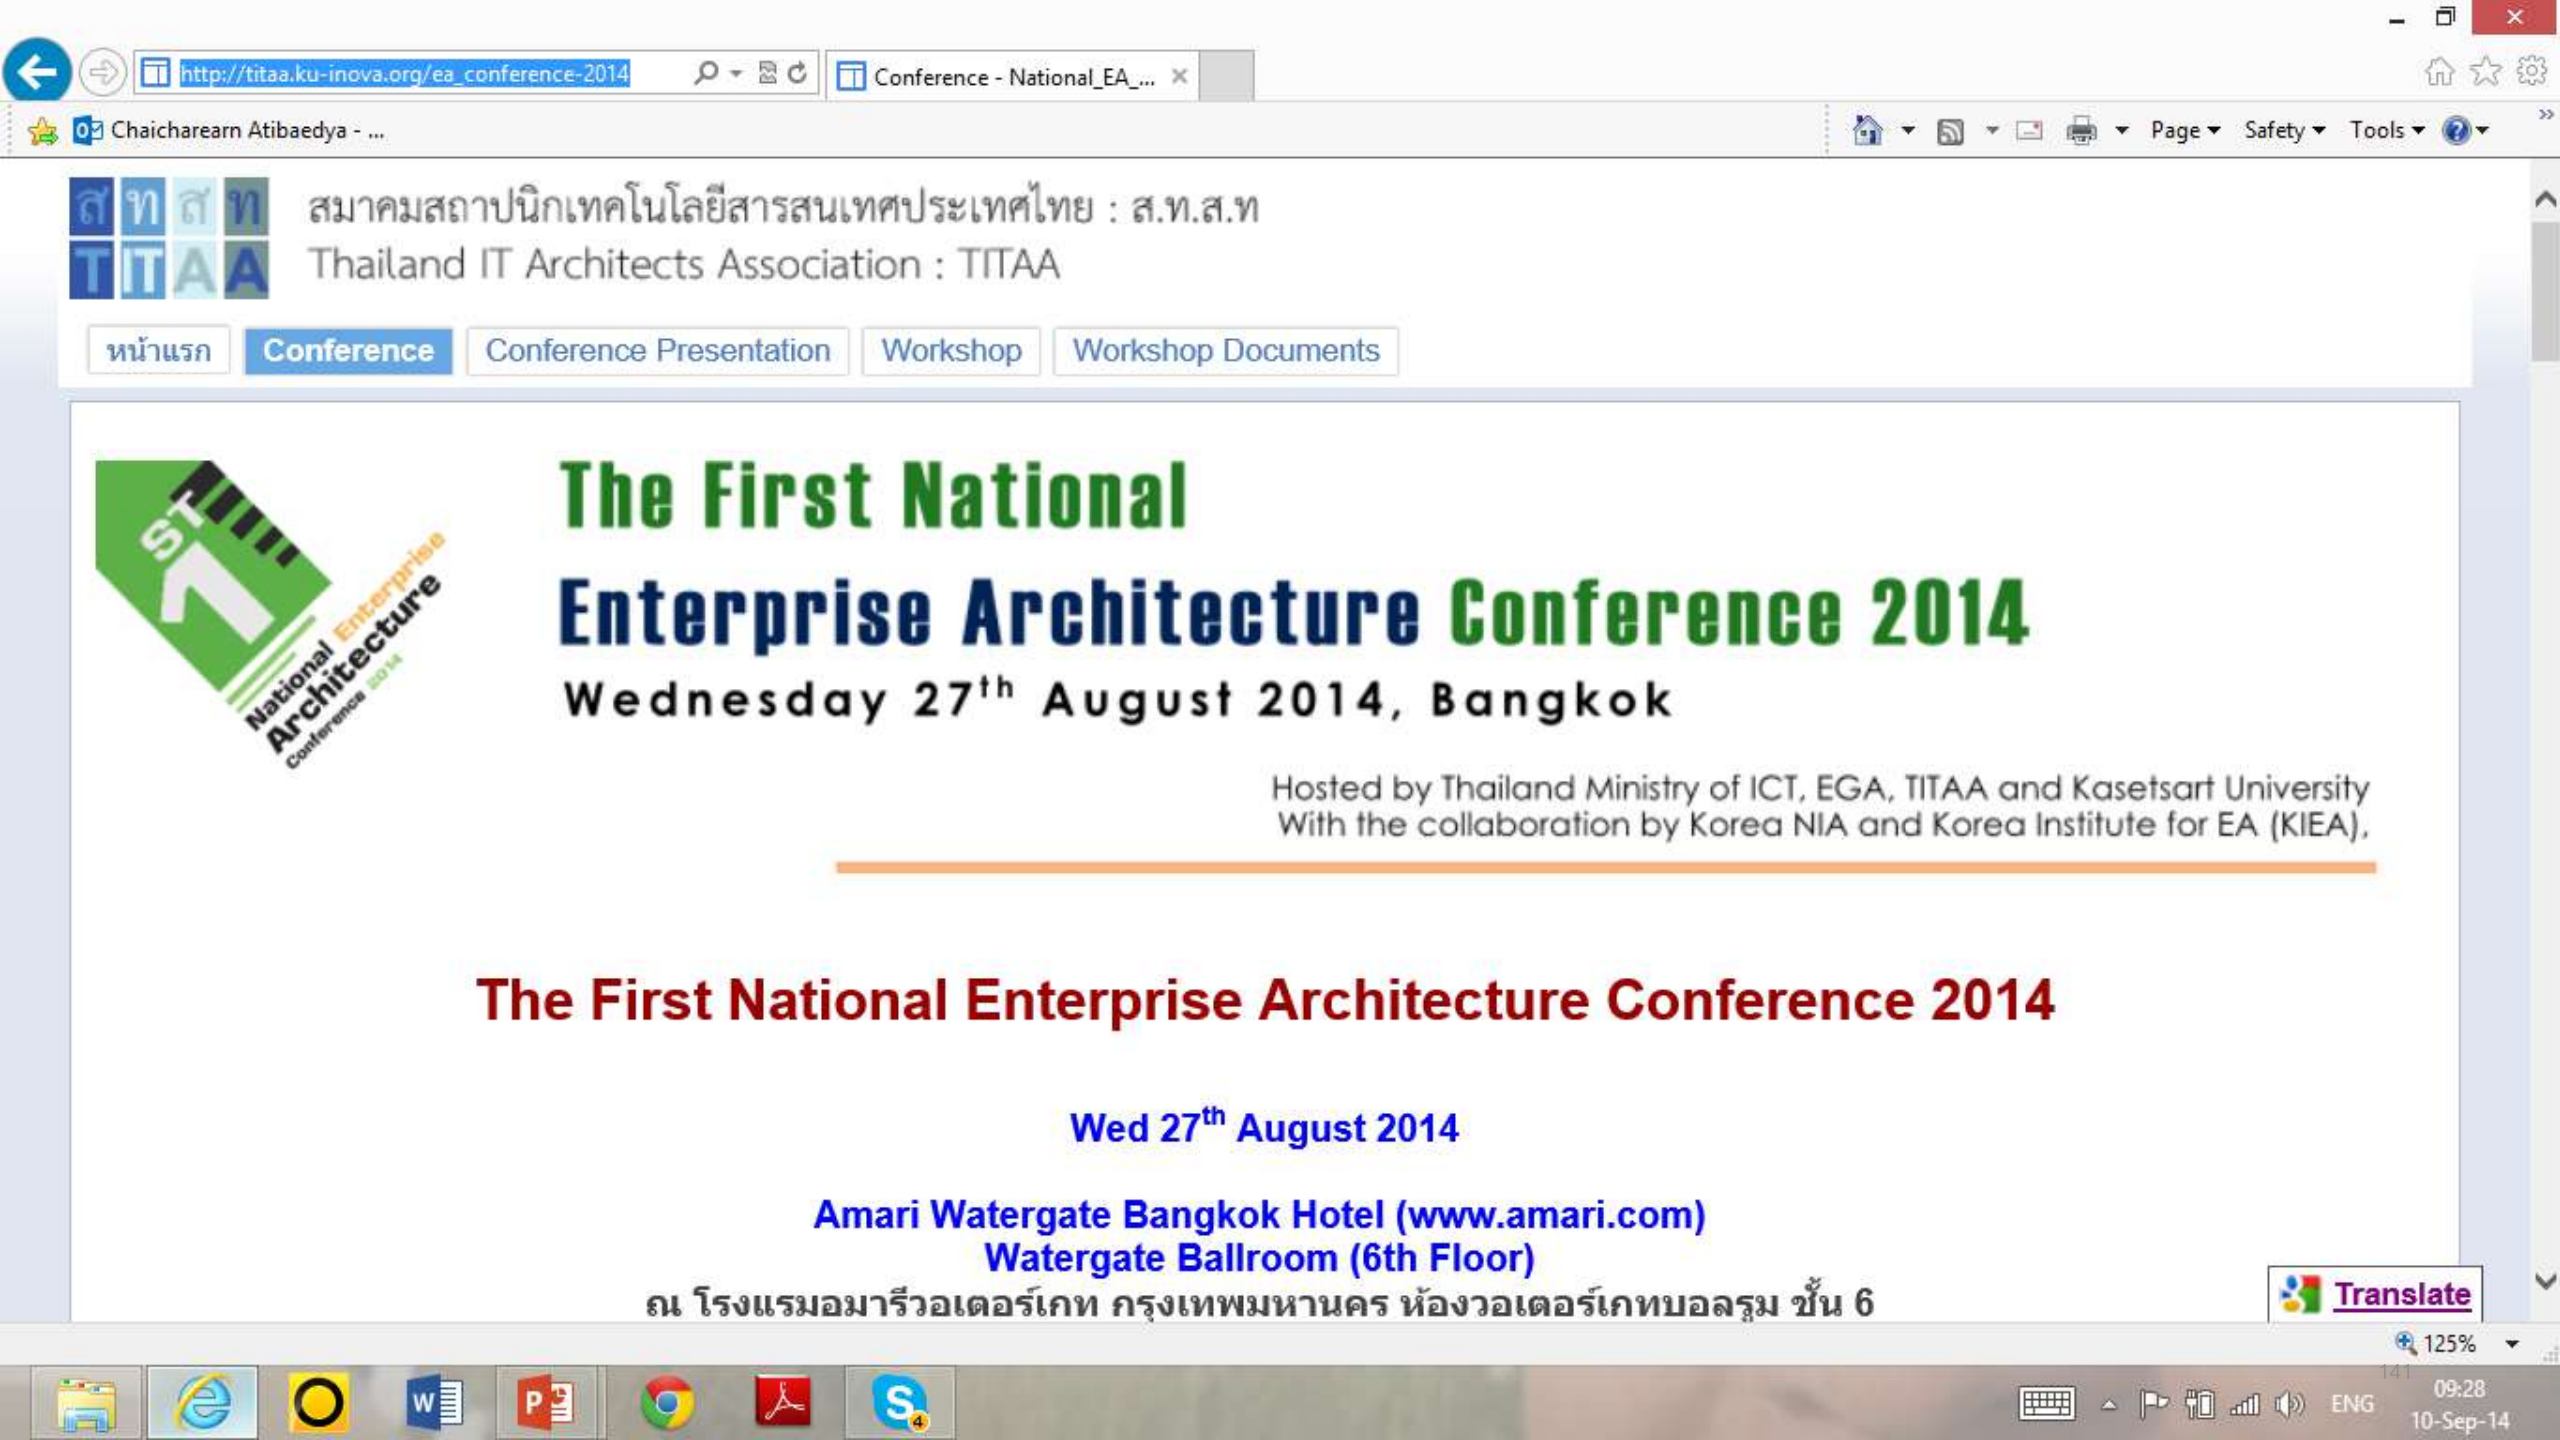 http://titaa.ku-inova.org/ea_conference-2014
Conference - National_EA_...
Chaicharearn Atibaedya - ...
Page
Safety
Tools
ส ท ส ท
TITAA
สมาคมสถาปนิกเทคโนโลยีสารสนเทศประเทศไทย : ส.ท.ส.ท
Thailand IT Architects Association : TITAA
หน้าแรก
Conference
Conference Presentation
Workshop
Workshop Documents
1ST
National Enterprise
Architecture
Conference 2014
The First National
Enterprise Architecture Conference 2014
Wednesday 27th August 2014, Bangkok
Hosted by Thailand Ministry of ICT, EGA, TITAA and Kasetsart University
With the collaboration by Korea NIA and Korea Institute for EA (KIEA),
The First National Enterprise Architecture Conference 2014
Wed 27th August 2014
Amari Watergate Bangkok Hotel (www.amari.com)
Watergate Ballroom (6th Floor)
ณ โรงแรมอมารีวอเตอร์เกท กรุงเทพมหานคร ห้องวอเตอร์เกทบอลรูม ชั้น 6
Translate
125%
141
4
ENG
09:28
10-Sep-14